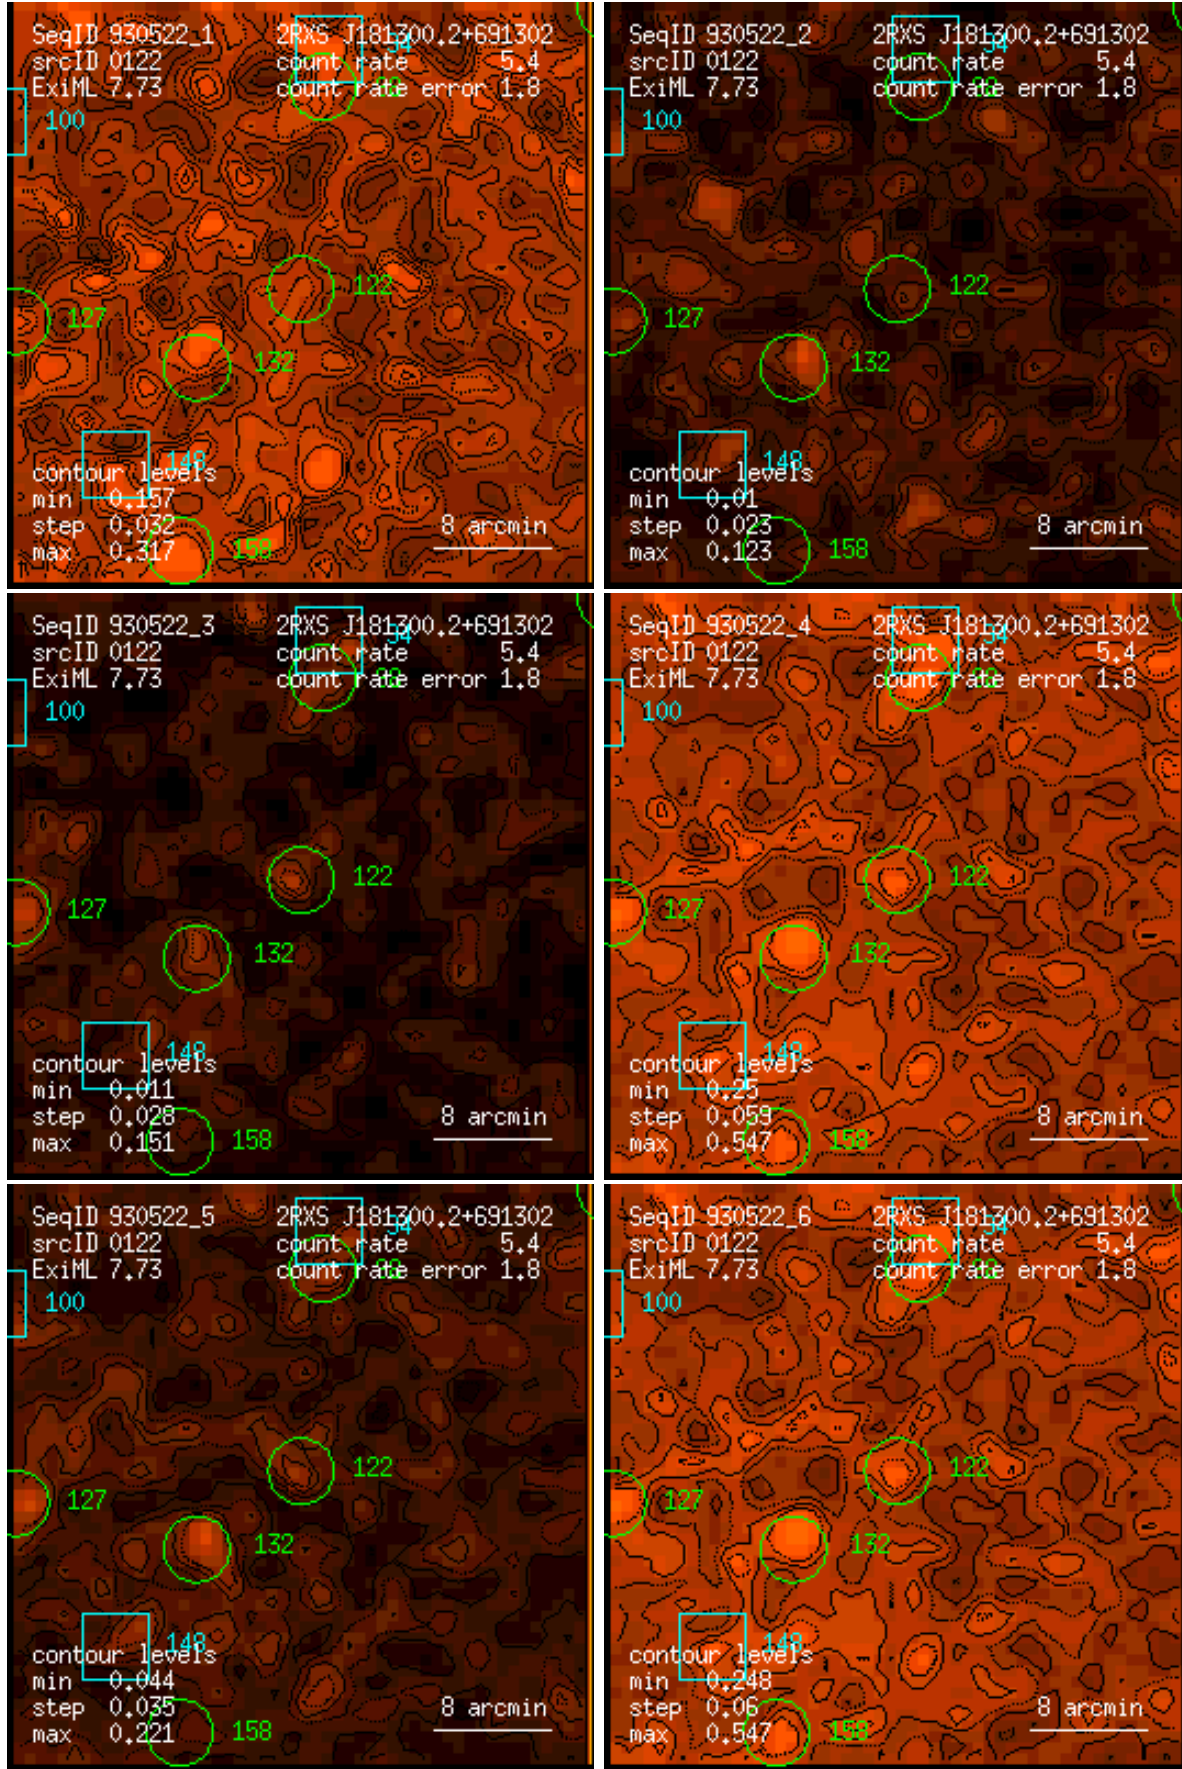 SeqID 930522_1 2RXS J181300.2+691302
srcID 0122 count rate 5.4
ExiML 7.73 count rate error 1.8
100
122
127
132
148
contour levels
min 0.157
step 0.032 8 arcmin
max 0.317 158
SeqID 930522_2 2RXS J181300.2+691302
srcID 0122 count rate 5.4
ExiML 7.73 count rate error 1.8
100
122
127
132
148
contour levels
min 0.01
step 0.023 8 arcmin
max 0.123 158
SeqID 930522_3 2RXS J181300.2+691302
srcID 0122 count rate 5.4
ExiML 7.73 count rate error 1.8
100
122
127
132
148
contour levels
min 0.011
step 0.028 8 arcmin
max 0.151 158
SeqID 930522_4 2RXS J181300.2+691302
srcID 0122 count rate 5.4
ExiML 7.73 count rate error 1.8
100
122
127
132
148
contour levels
min 0.25
step 0.059 8 arcmin
max 0.547 158
SeqID 930522_5 2RXS J181300.2+691302
srcID 0122 count rate 5.4
ExiML 7.73 count rate error 1.8
100
122
127
132
148
contour levels
min 0.044
step 0.035 8 arcmin
max 0.221 158
SeqID 930522_6 2RXS J181300.2+691302
srcID 0122 count rate 5.4
ExiML 7.73 count rate error 1.8
100
122
127
132
148
contour levels
min 0.248
step 0.06 8 arcmin
max 0.547 158